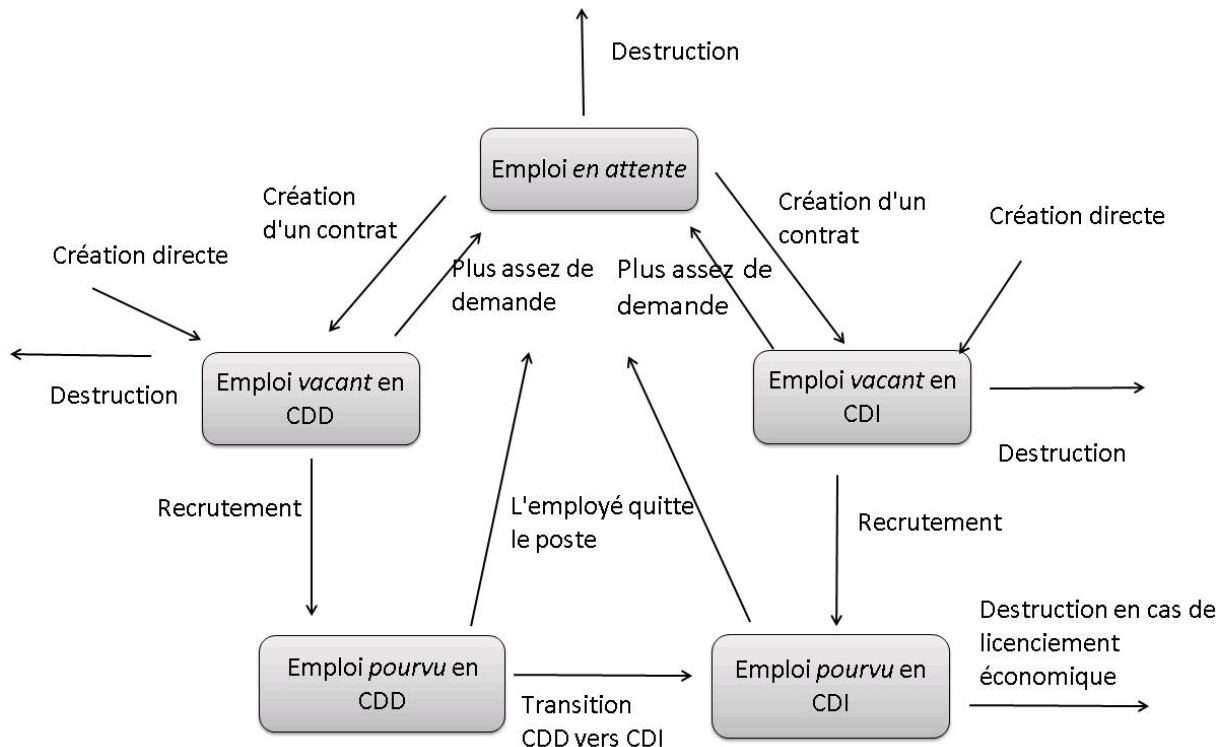 Destruction
Emploi en attente
Création
d'un contrat
Création d'un
contrat
Création directe
Création directe
Plus assez de
demande
Plus assez de
demande
Destruction
Emploi vacant en
CDD
Emploi vacant en
CDI
Destruction
Recrutement
L'employé quitte
le poste
Recrutement
Emploi pourvu en
CDD
Transition
CDD vers CDI
Emploi pourvu en
CDI
Destruction en cas de
licenciement
économique